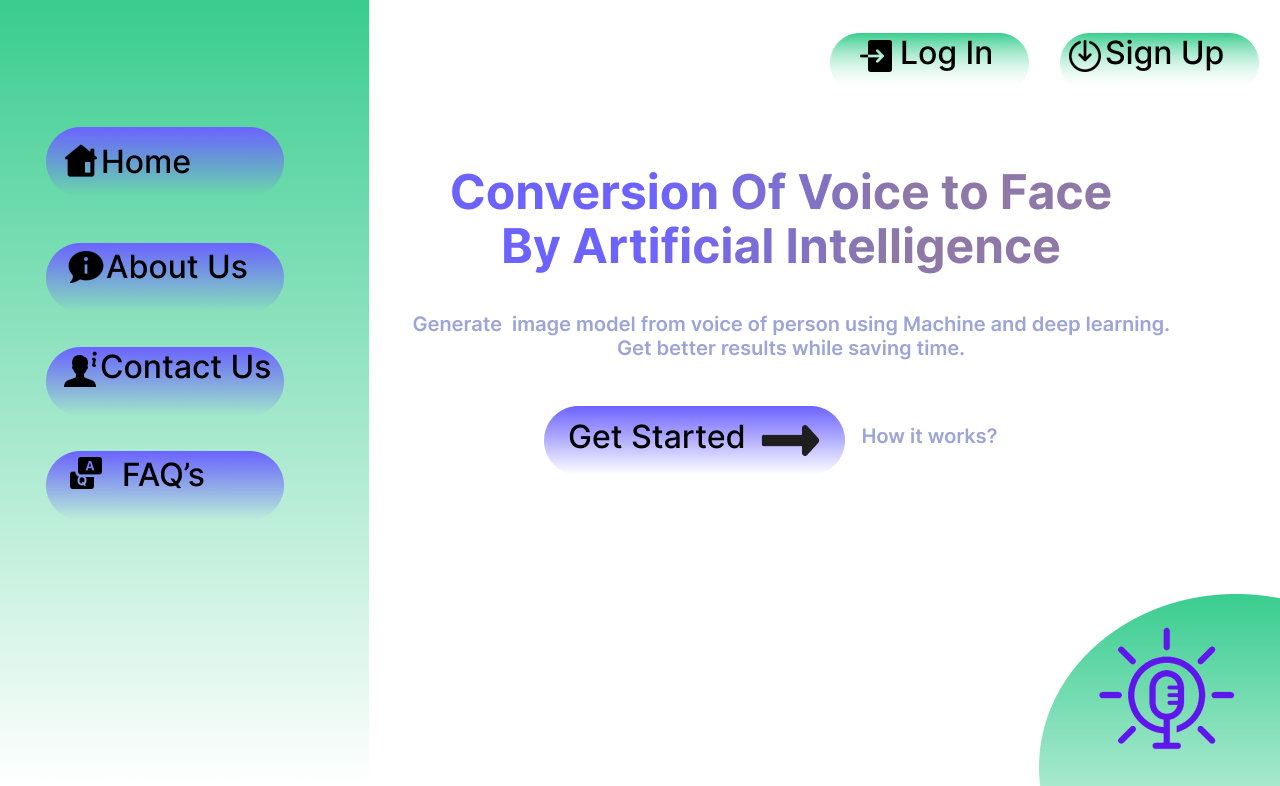 Log In
Sign Up
Home
About Us
Contact Us
FAQ’s
Conversion Of Voice to Face
By Artificial Intelligence
Generate  image model from voice of person using Machine and deep learning.
Get better results while saving time.
Get Started
How it works?
A
Q